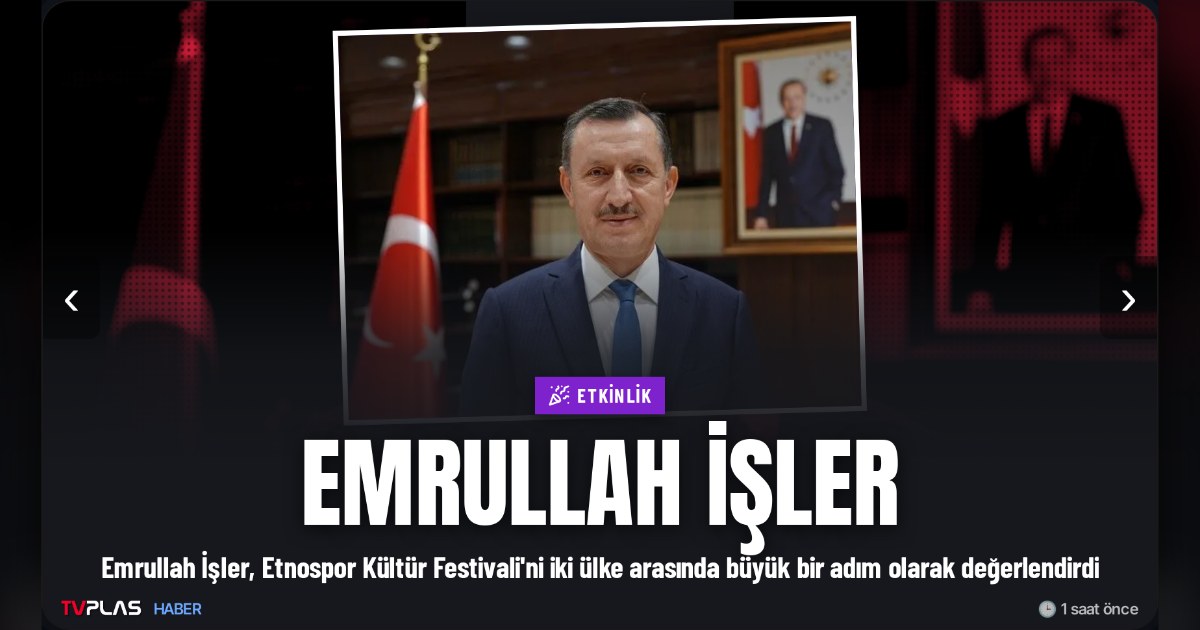 ETKİNLİK
EMRULLAH İŞLER
Emrullah İşler, Etnospor Kültür Festivali'ni iki ülke arasında büyük bir adım olarak değerlendirdi
TVPLAS HABER
1 saat önce